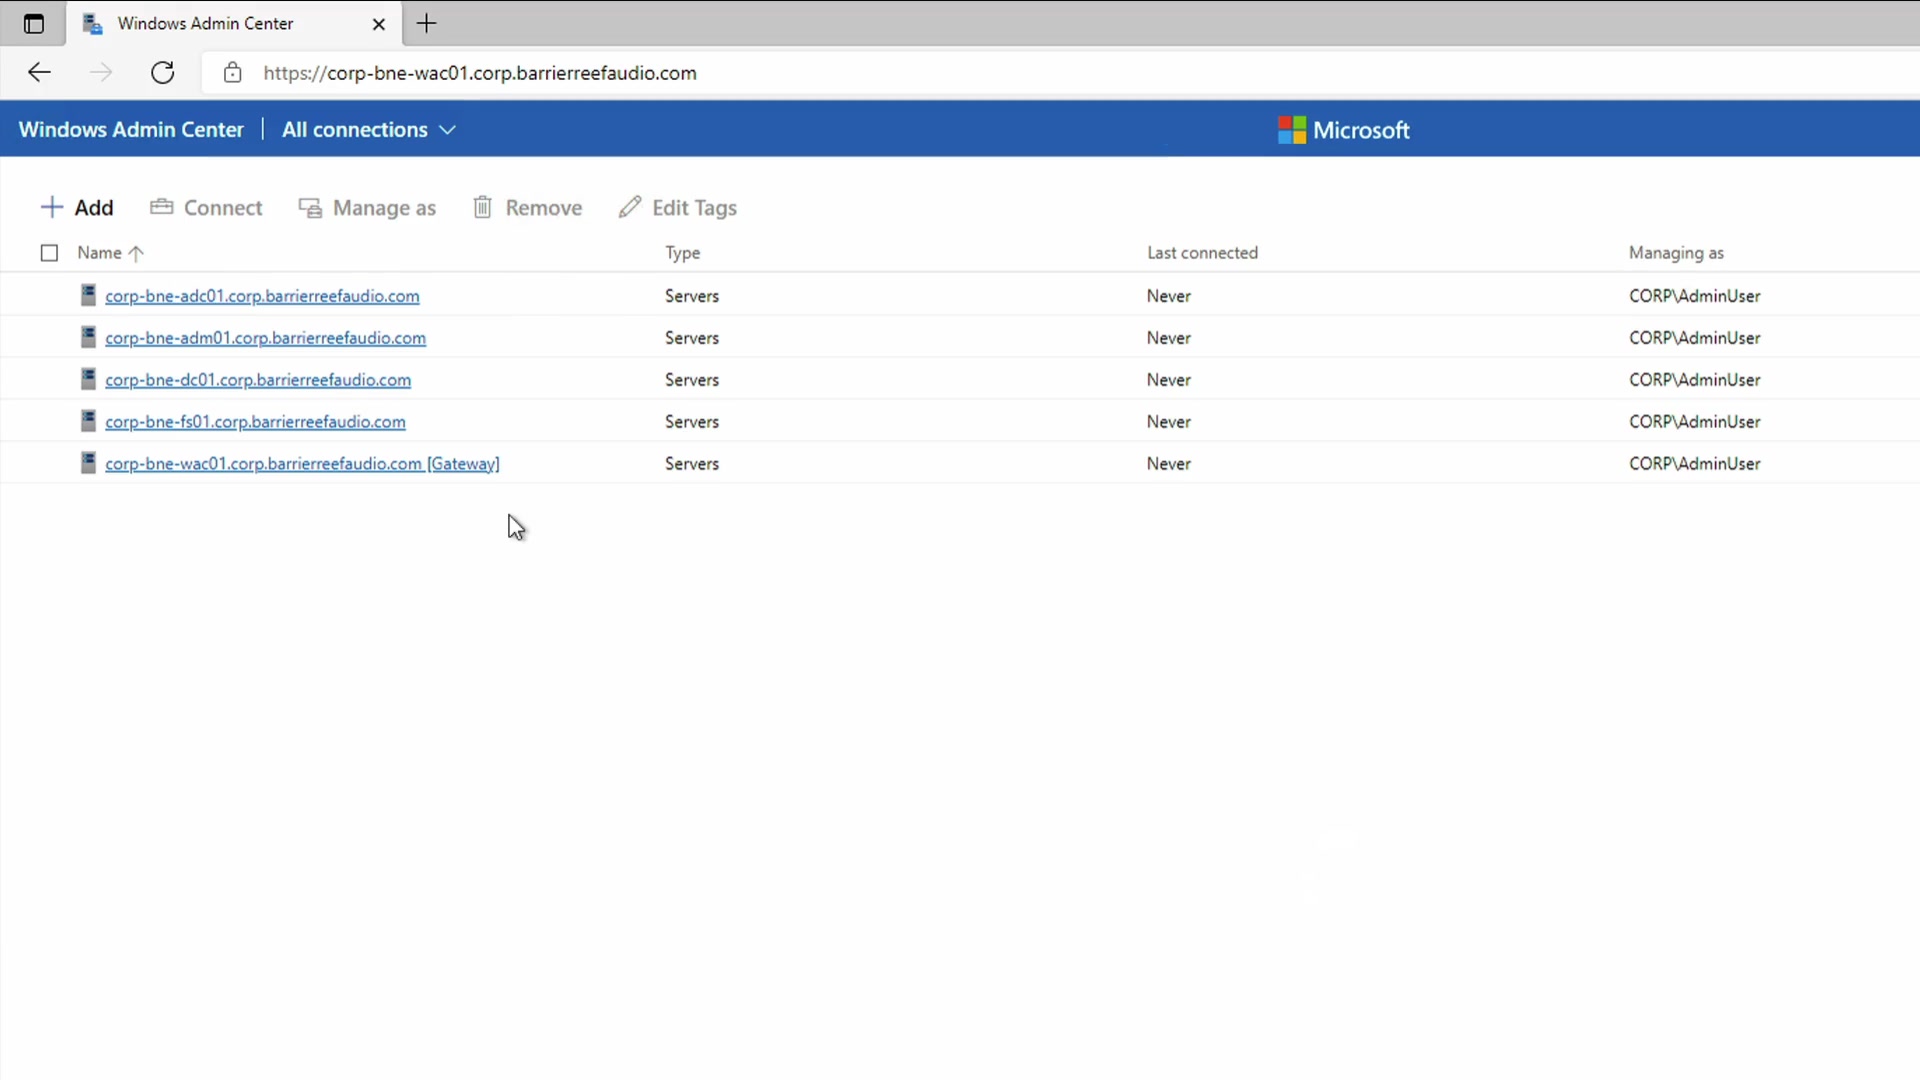 Windows Admin Center
https://corp-bne-wac01.corp.barrierreefaudio.com
Windows Admin Center | All connections Microsoft
Add Connect Manage as Remove Edit Tags
Name Type Last connected Managing as
corp-bne-adc01.corp.barrierreefaudio.com Servers Never CORP\AdminUser
corp-bne-adm01.corp.barrierreefaudio.com Servers Never CORP\AdminUser
corp-bne-dc01.corp.barrierreefaudio.com Servers Never CORP\AdminUser
corp-bne-fs01.corp.barrierreefaudio.com Servers Never CORP\AdminUser
corp-bne-wac01.corp.barrierreefaudio.com [Gateway] Servers Never CORP\AdminUser